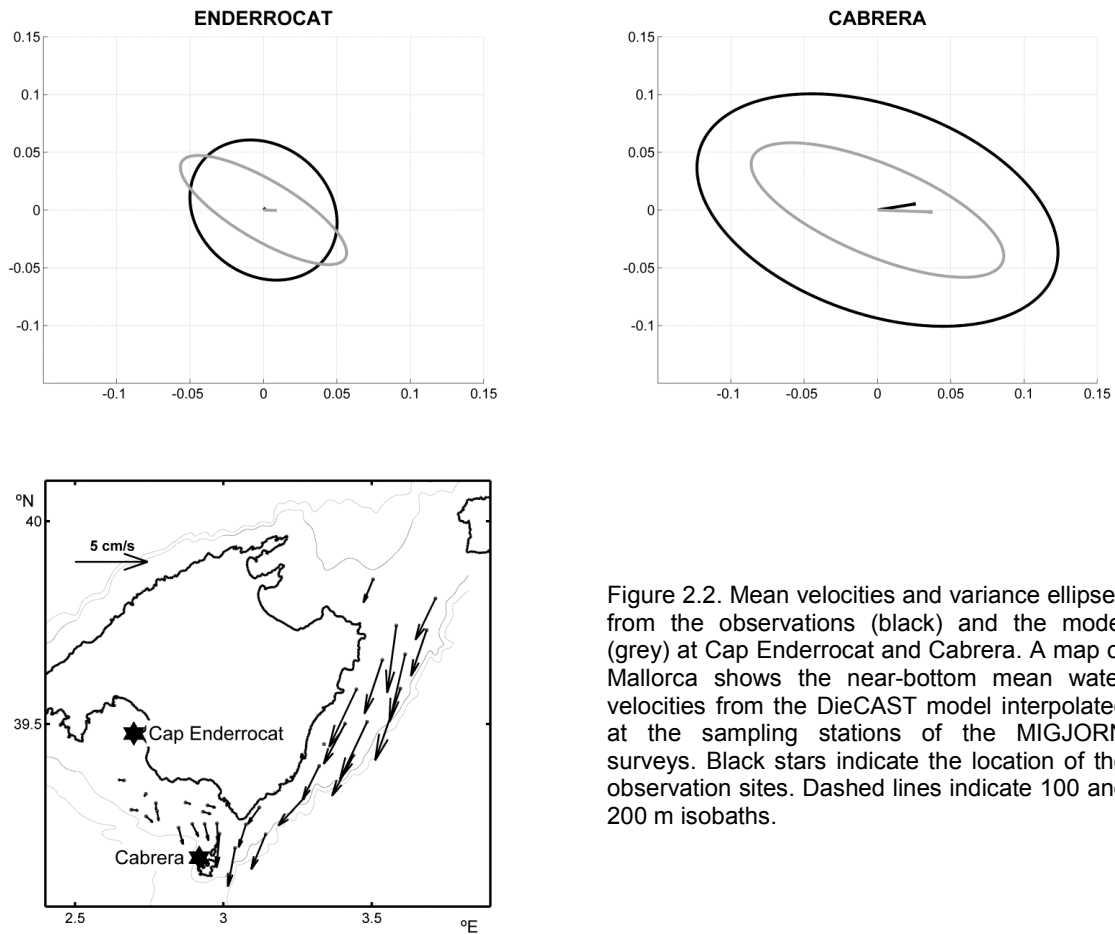 ENDERROCAT
0.15
0.1
0.05
0
-0.05
-0.1
-0.1 -0.05 0 0.05 0.1 0.15
CABRERA
0.15
0.1
0.05
0
-0.05
-0.1
-0.1 -0.05 0 0.05 0.1 0.15
ºN
40
5 cm/s
39.5
Cap Enderrocat
Cabrera
2.5 3 3.5
ºE
Figure 2.2. Mean velocities and variance ellipse
from the observations (black) and the mode
(grey) at Cap Enderrocat and Cabrera. A map o
Mallorca shows the near-bottom mean wate
velocities from the DieCAST model interpolated
at the sampling stations of the MIGJORN
surveys. Black stars indicate the location of the
observation sites. Dashed lines indicate 100 and
200 m isobaths.